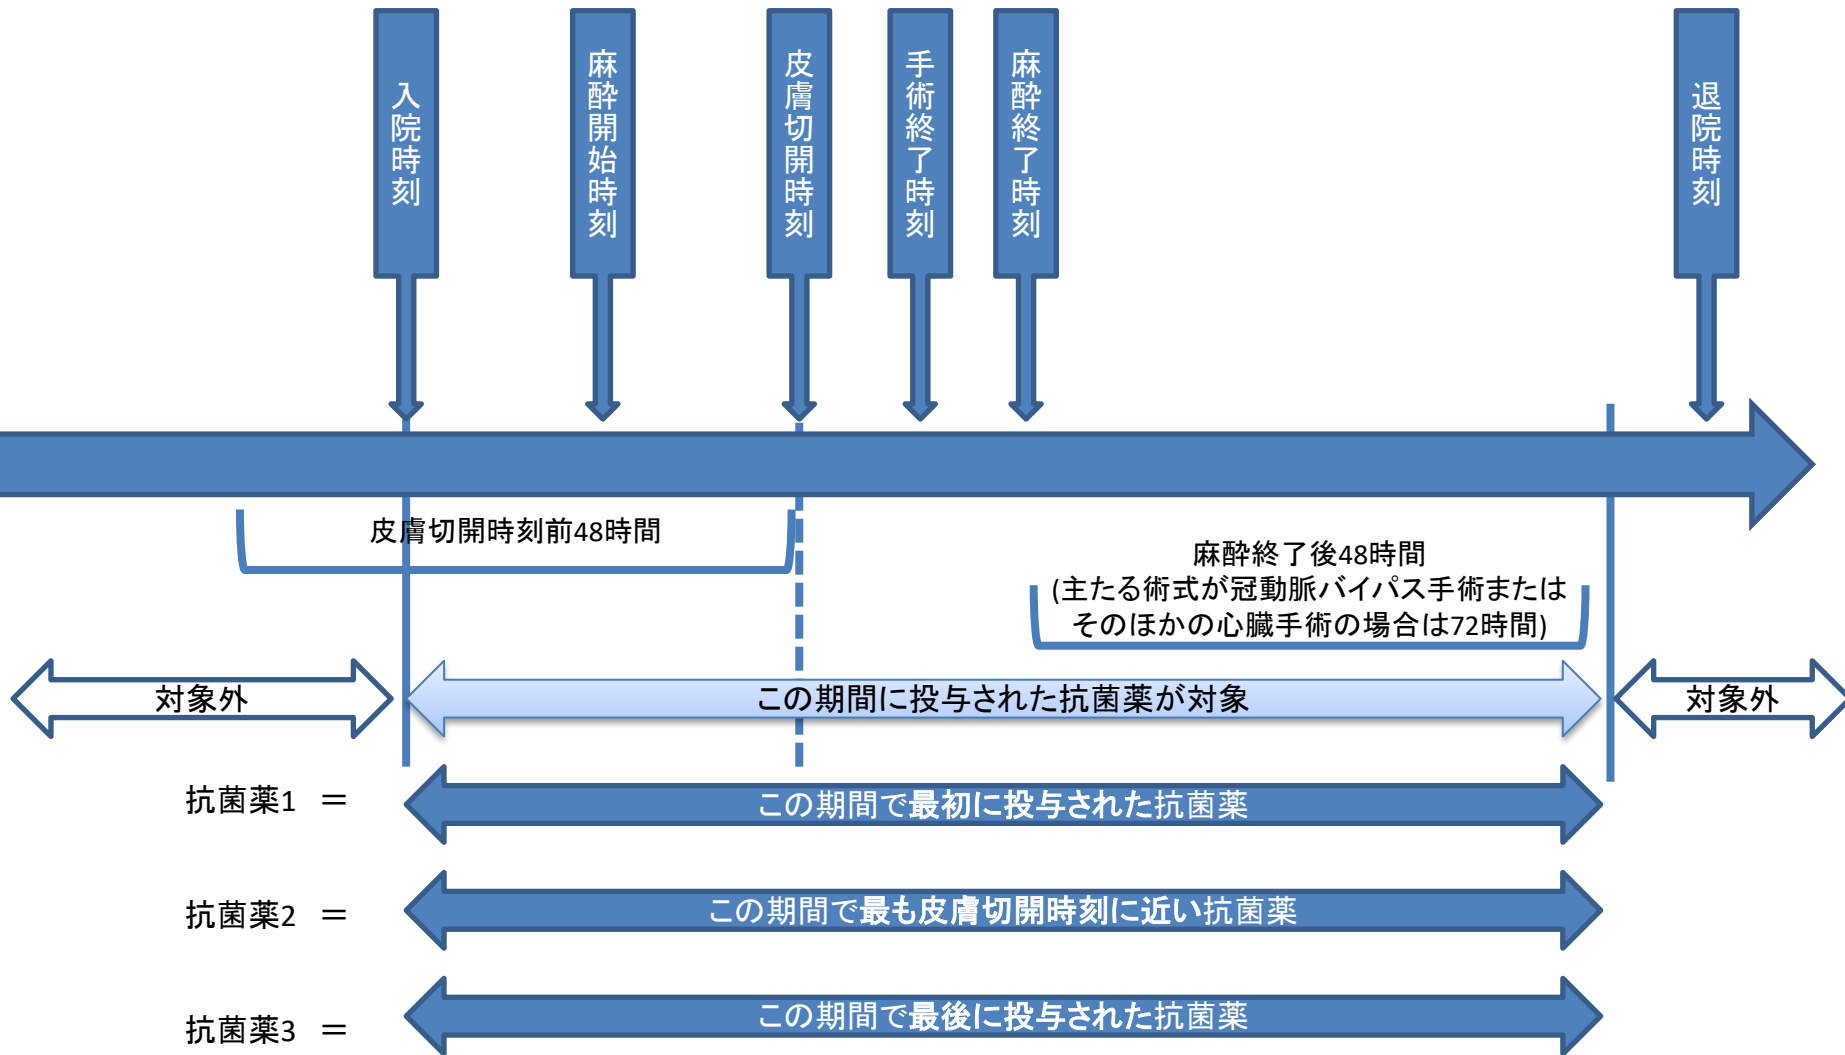 入院時刻
麻酔開始時刻
皮膚切開時刻
手術終了時刻
麻酔終了時刻
退院時刻
皮膚切開時刻前48時間
麻酔終了後48時間
(主たる術式が冠動脈バイパス手術または
そのほかの心臓手術の場合は72時間)
対象外
この期間に投与された抗菌薬が対象
対象外
抗菌薬1 ＝
この期間で最初に投与された抗菌薬
抗菌薬2 ＝
この期間で最も皮膚切開時刻に近い抗菌薬
抗菌薬3 ＝
この期間で最後に投与された抗菌薬